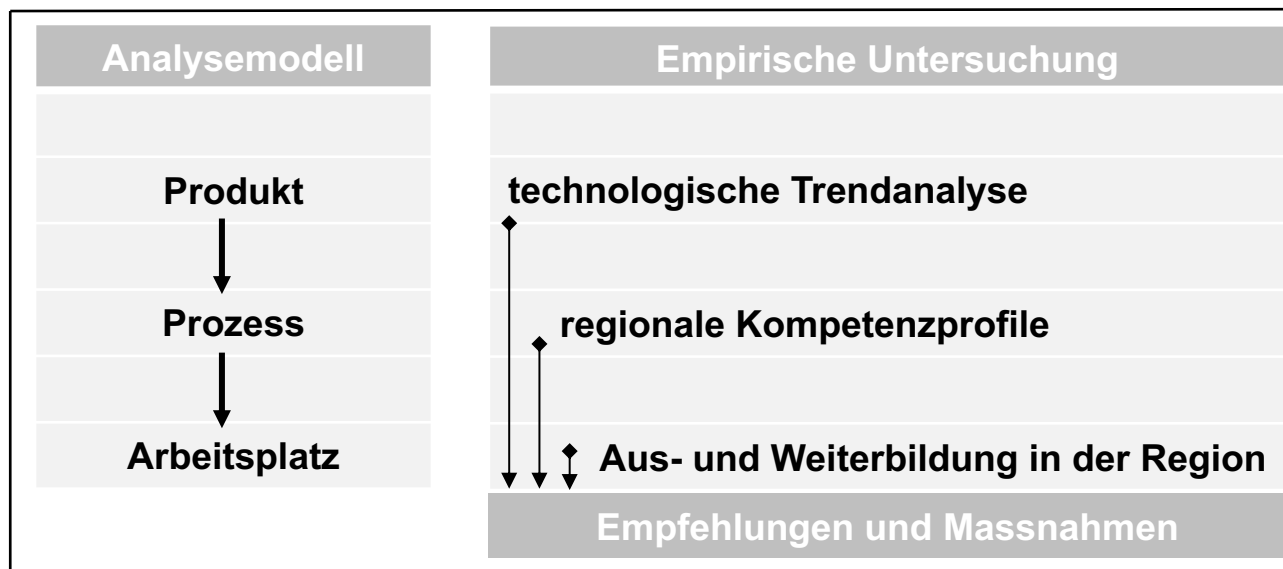 Analysemodell
Empirische Untersuchung
Produkt
technologische Trendanalyse
Prozess
regionale Kompetenzprofile
Arbeitsplatz
Aus- und Weiterbildung in der Region
Empfehlungen und Massnahmen